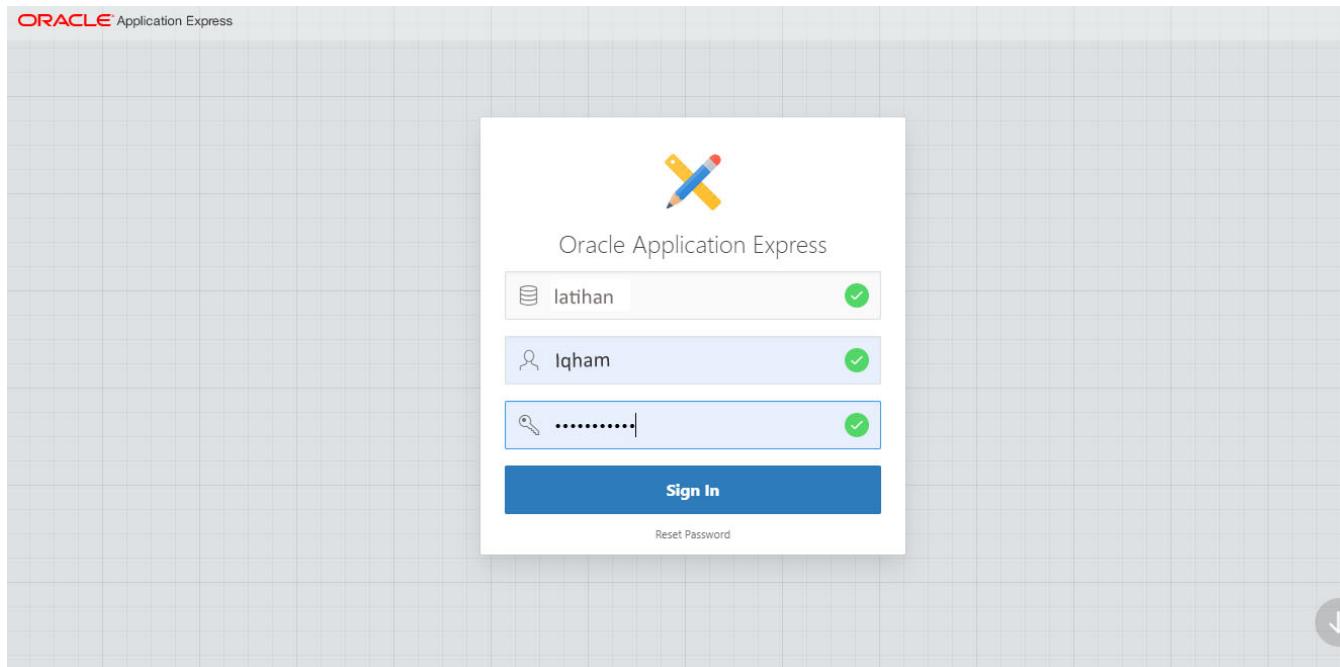 ORACLE Application Express
Oracle Application Express
latihan
Iqham
•••••••••••
Sign In
Reset Password